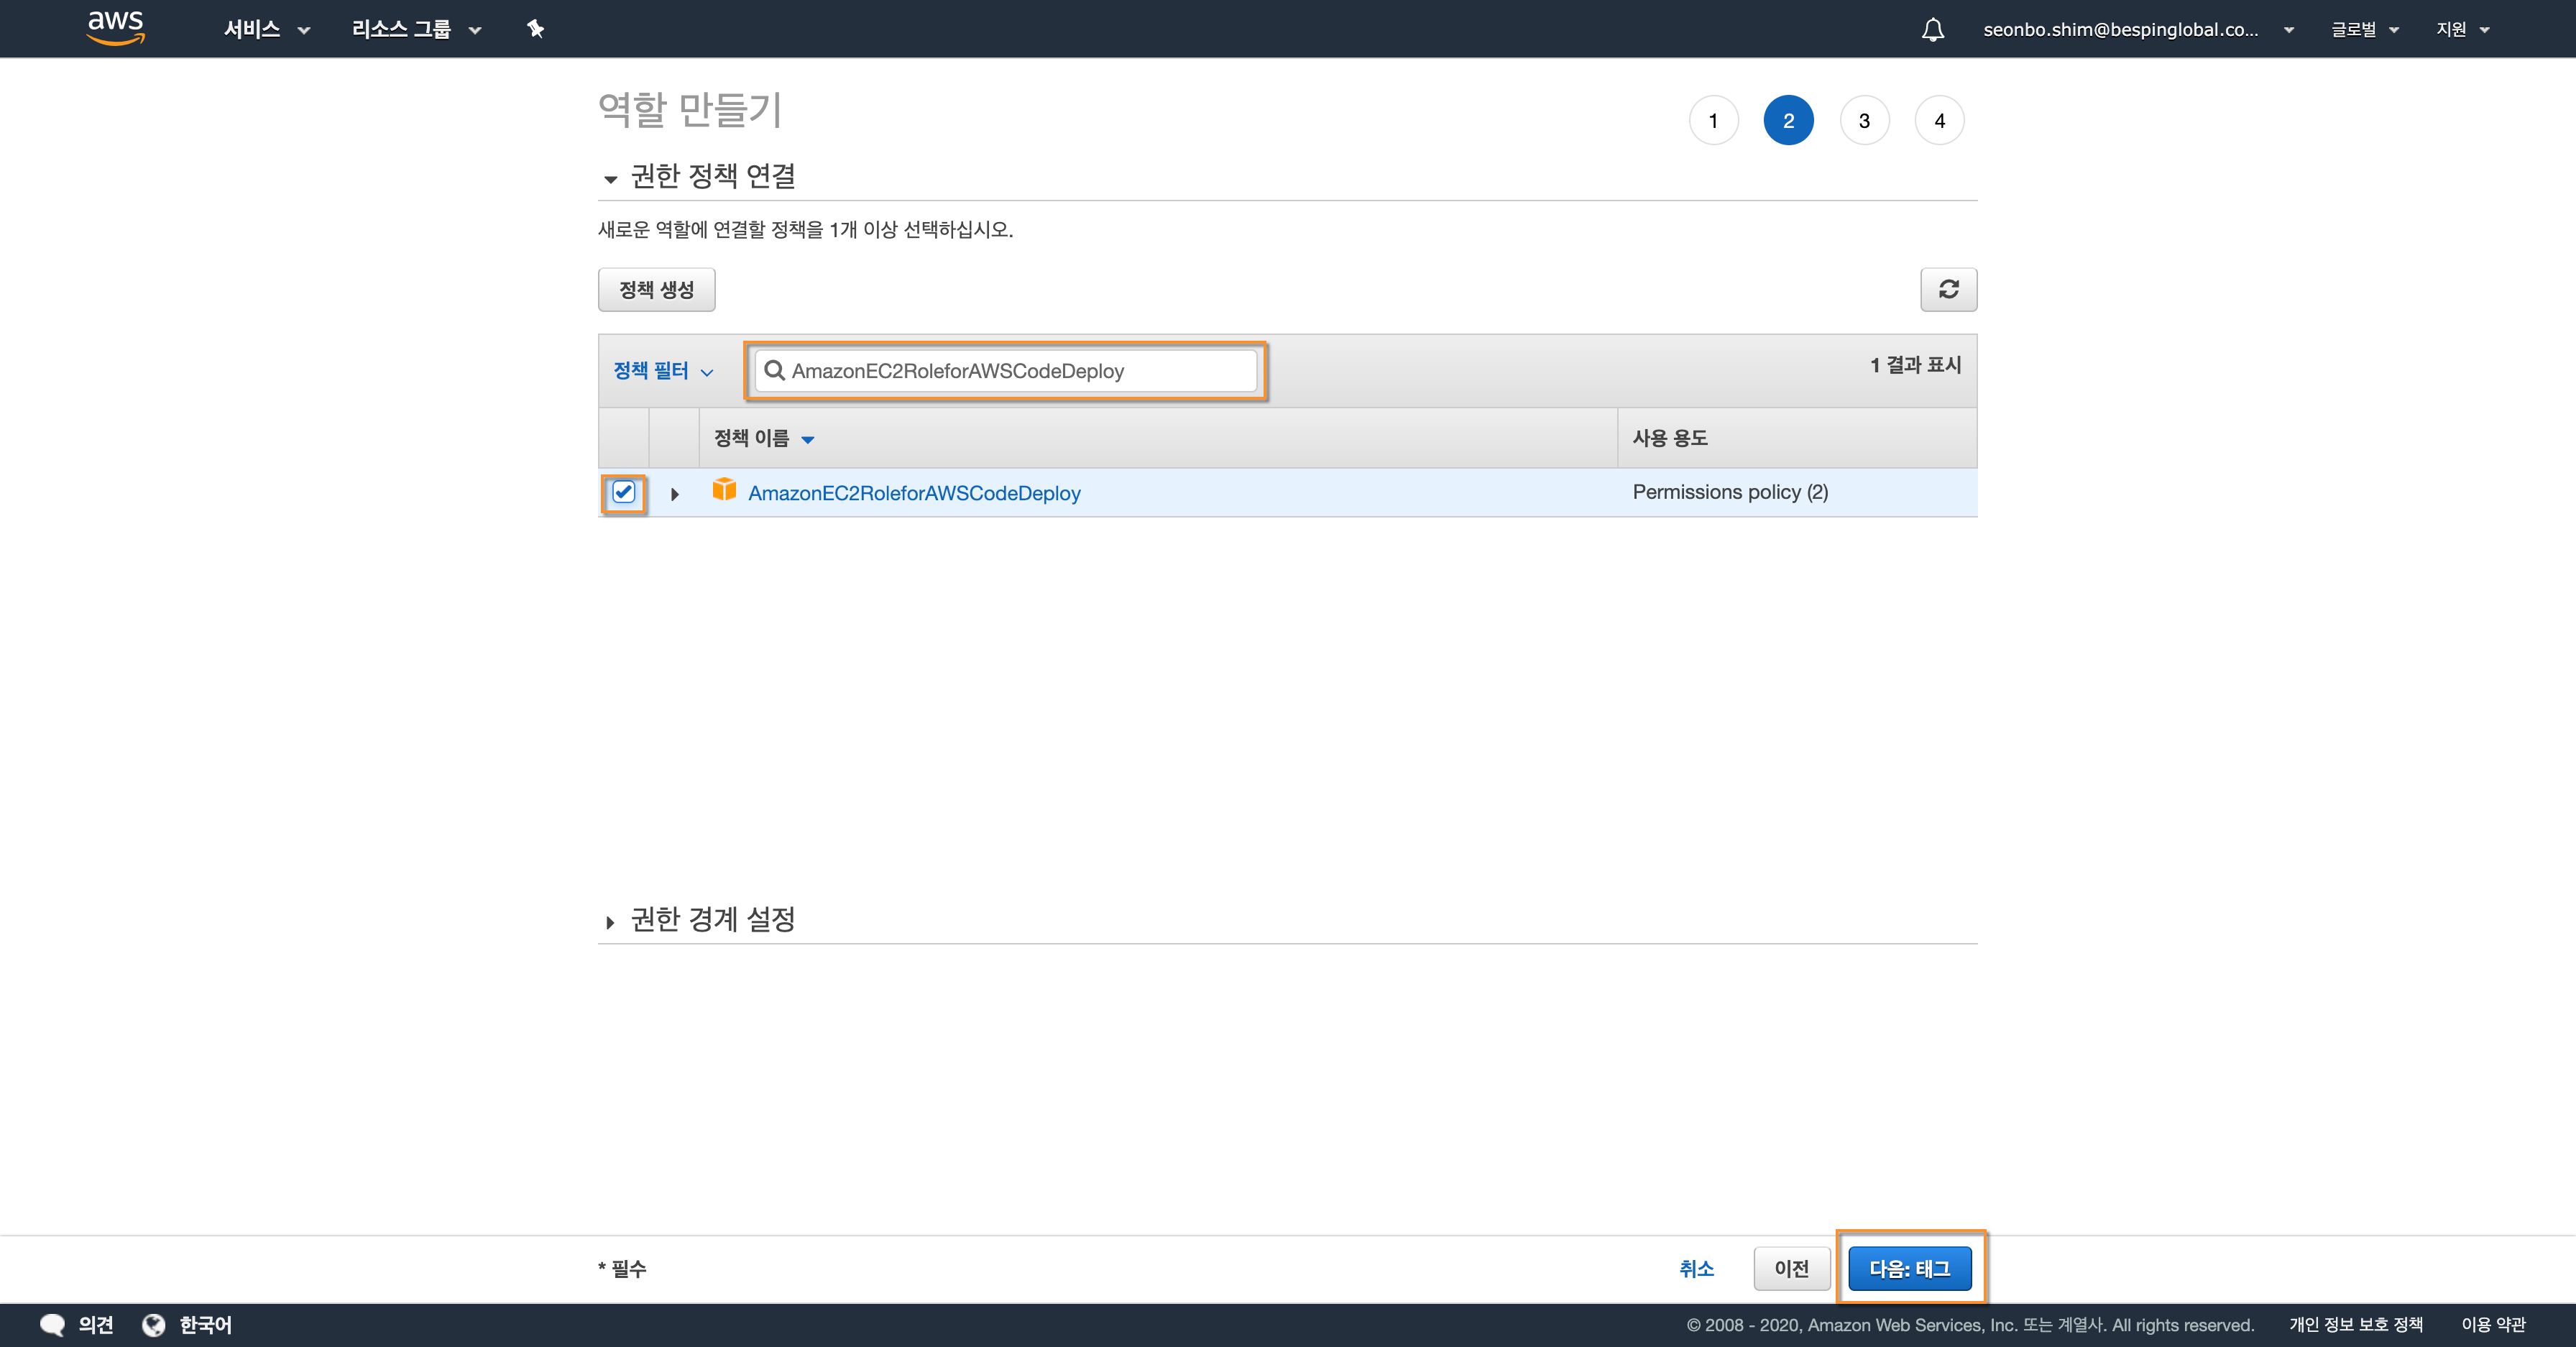 aws 서비스 리소스 그룹 seonbo.shim@bespinglobal.co... 글로벌 지원
역할 만들기
1 2 3 4
권한 정책 연결
새로운 역할에 연결할 정책을 1개 이상 선택하십시오.
정책 생성
정책 필터 AmazonEC2RoleforAWSCodeDeploy 1 결과 표시
정책 이름 사용 용도
AmazonEC2RoleforAWSCodeDeploy Permissions policy (2)
권한 경계 설정
* 필수 취소 이전 다음: 태그
의견 한국어 © 2008 - 2020, Amazon Web Services, Inc. 또는 계열사. All rights reserved. 개인 정보 보호 정책 이용 약관